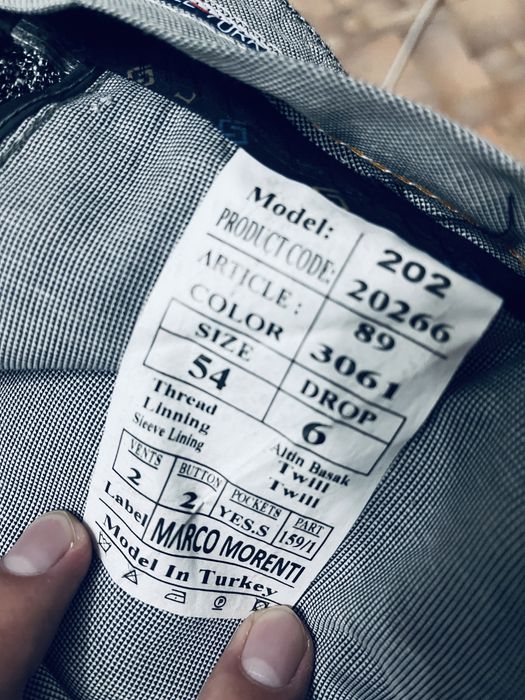 Model: 202
PRODUCT CODE: 20266
ARTICLE : 89
COLOR 3061
SIZE DROP
54 6
Thread Altin Basak
Linning Twill
Sleeve Lining Twill
VENTS BUTTON POCKETS PART
2 2 YES.S 159/1
Label MARCO MORENTI
Model In Turkey